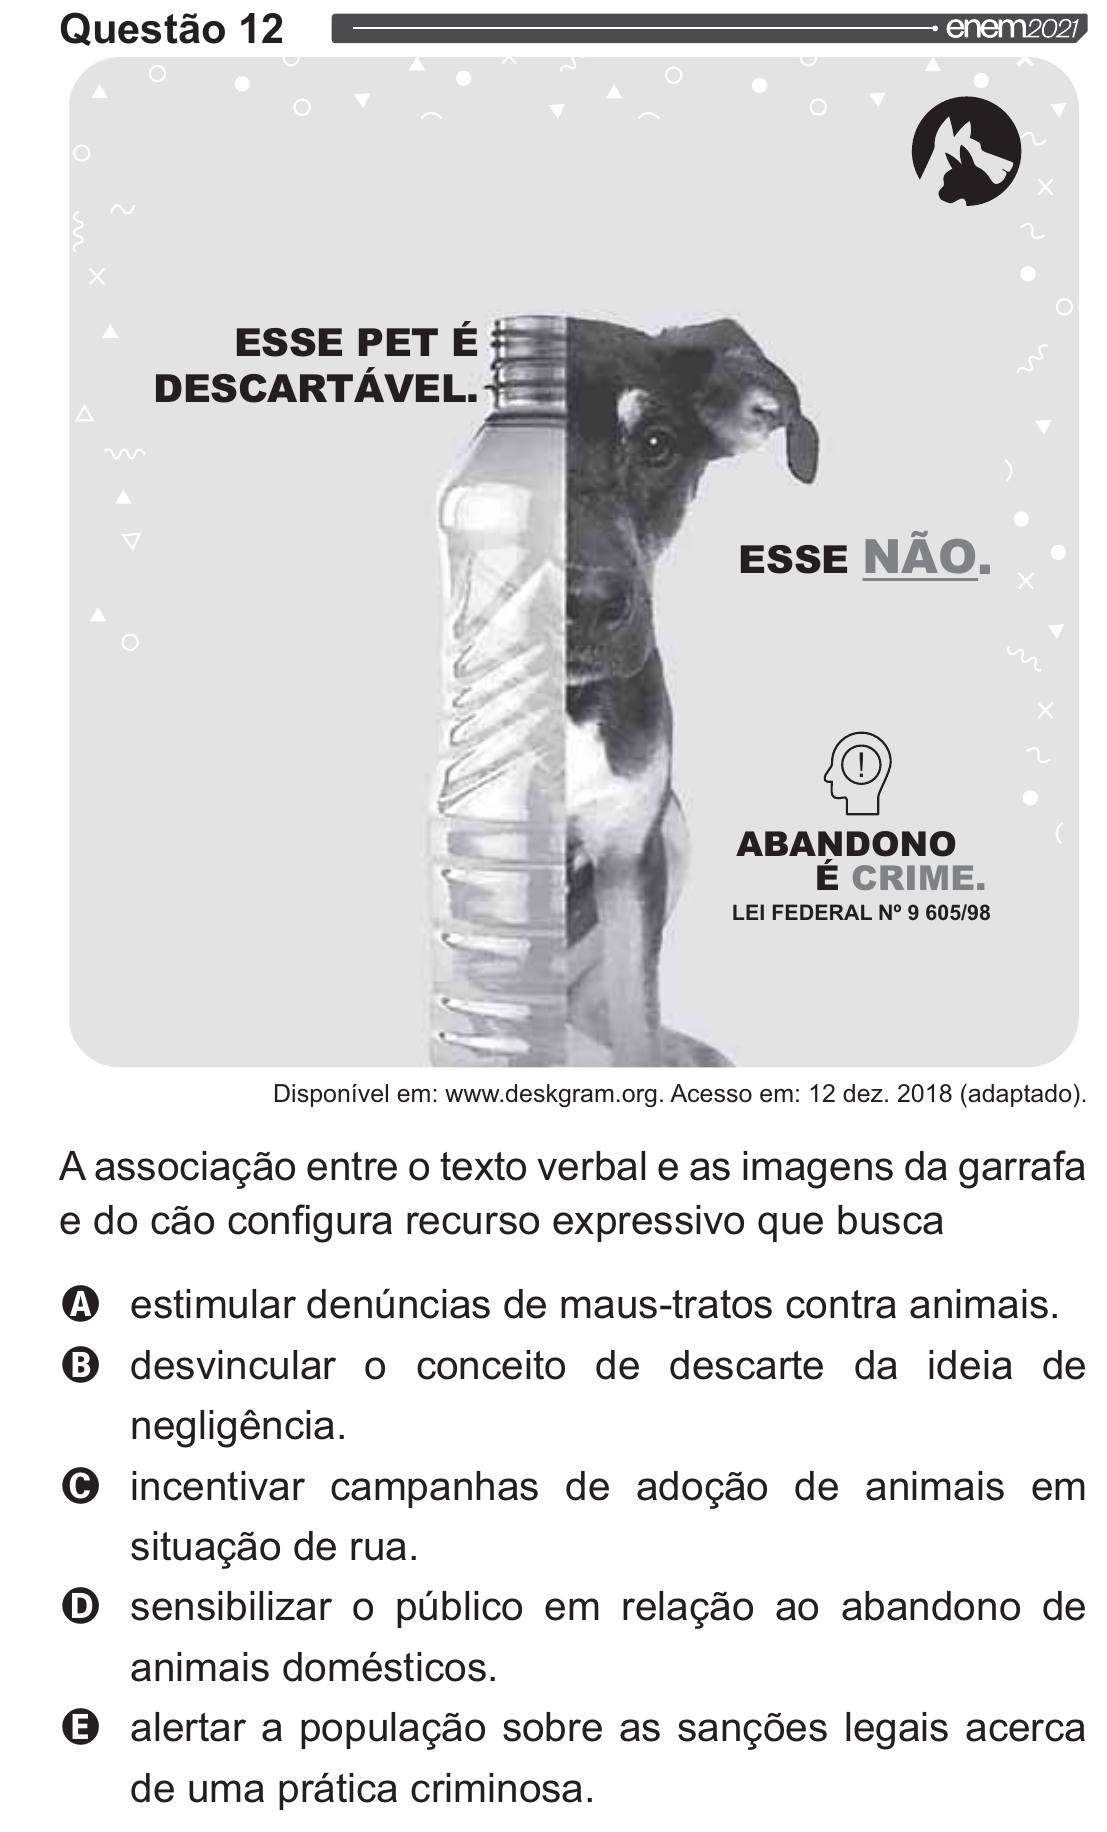 Questão 12
enem2021
ESSE PET É
DESCARTÁVEL.
ESSE NÃO.
!
ABANDONO
É CRIME.
LEI FEDERAL Nº 9 605/98
Disponível em: www.deskgram.org. Acesso em: 12 dez. 2018 (adaptado).
A associação entre o texto verbal e as imagens da garrafa
e do cão configura recurso expressivo que busca
A estimular denúncias de maus-tratos contra animais.
B desvincular o conceito de descarte da ideia de
negligência.
C incentivar campanhas de adoção de animais em
situação de rua.
D sensibilizar o público em relação ao abandono de
animais domésticos.
E alertar a população sobre as sanções legais acerca
de uma prática criminosa.